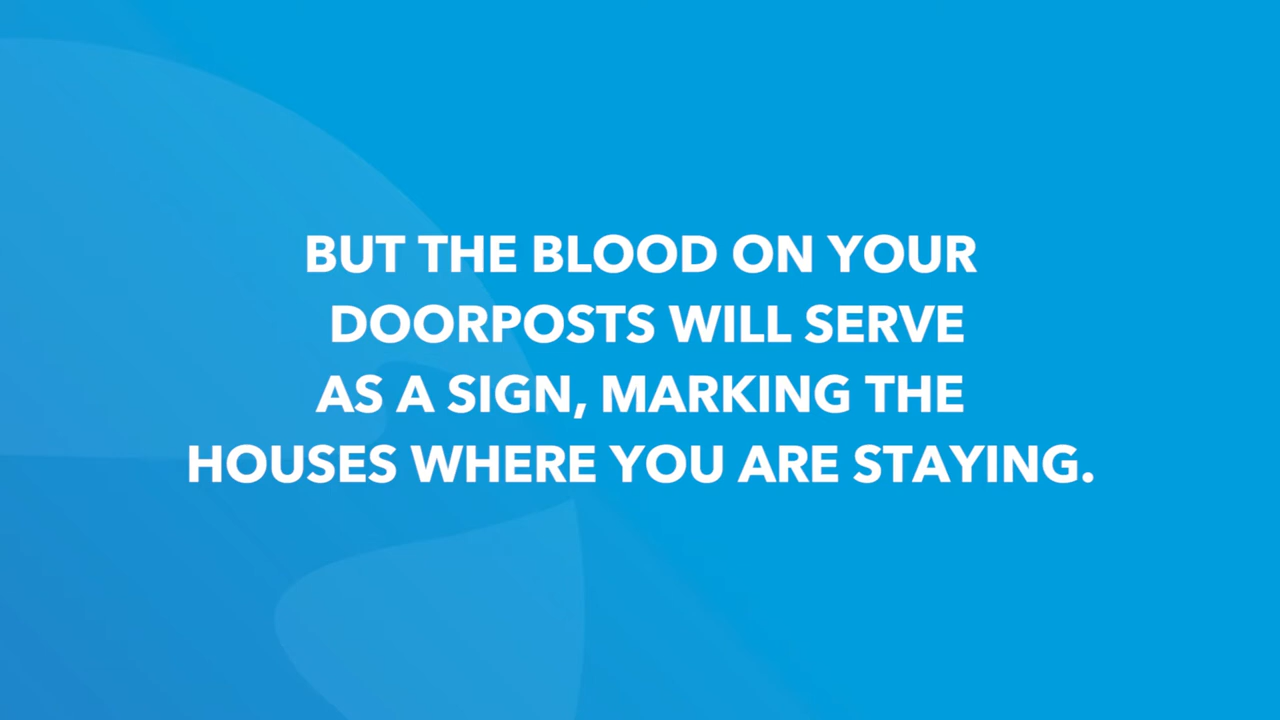 BUT THE BLOOD ON YOUR
DOORPOSTS WILL SERVE
AS A SIGN, MARKING THE
HOUSES WHERE YOU ARE STAYING.